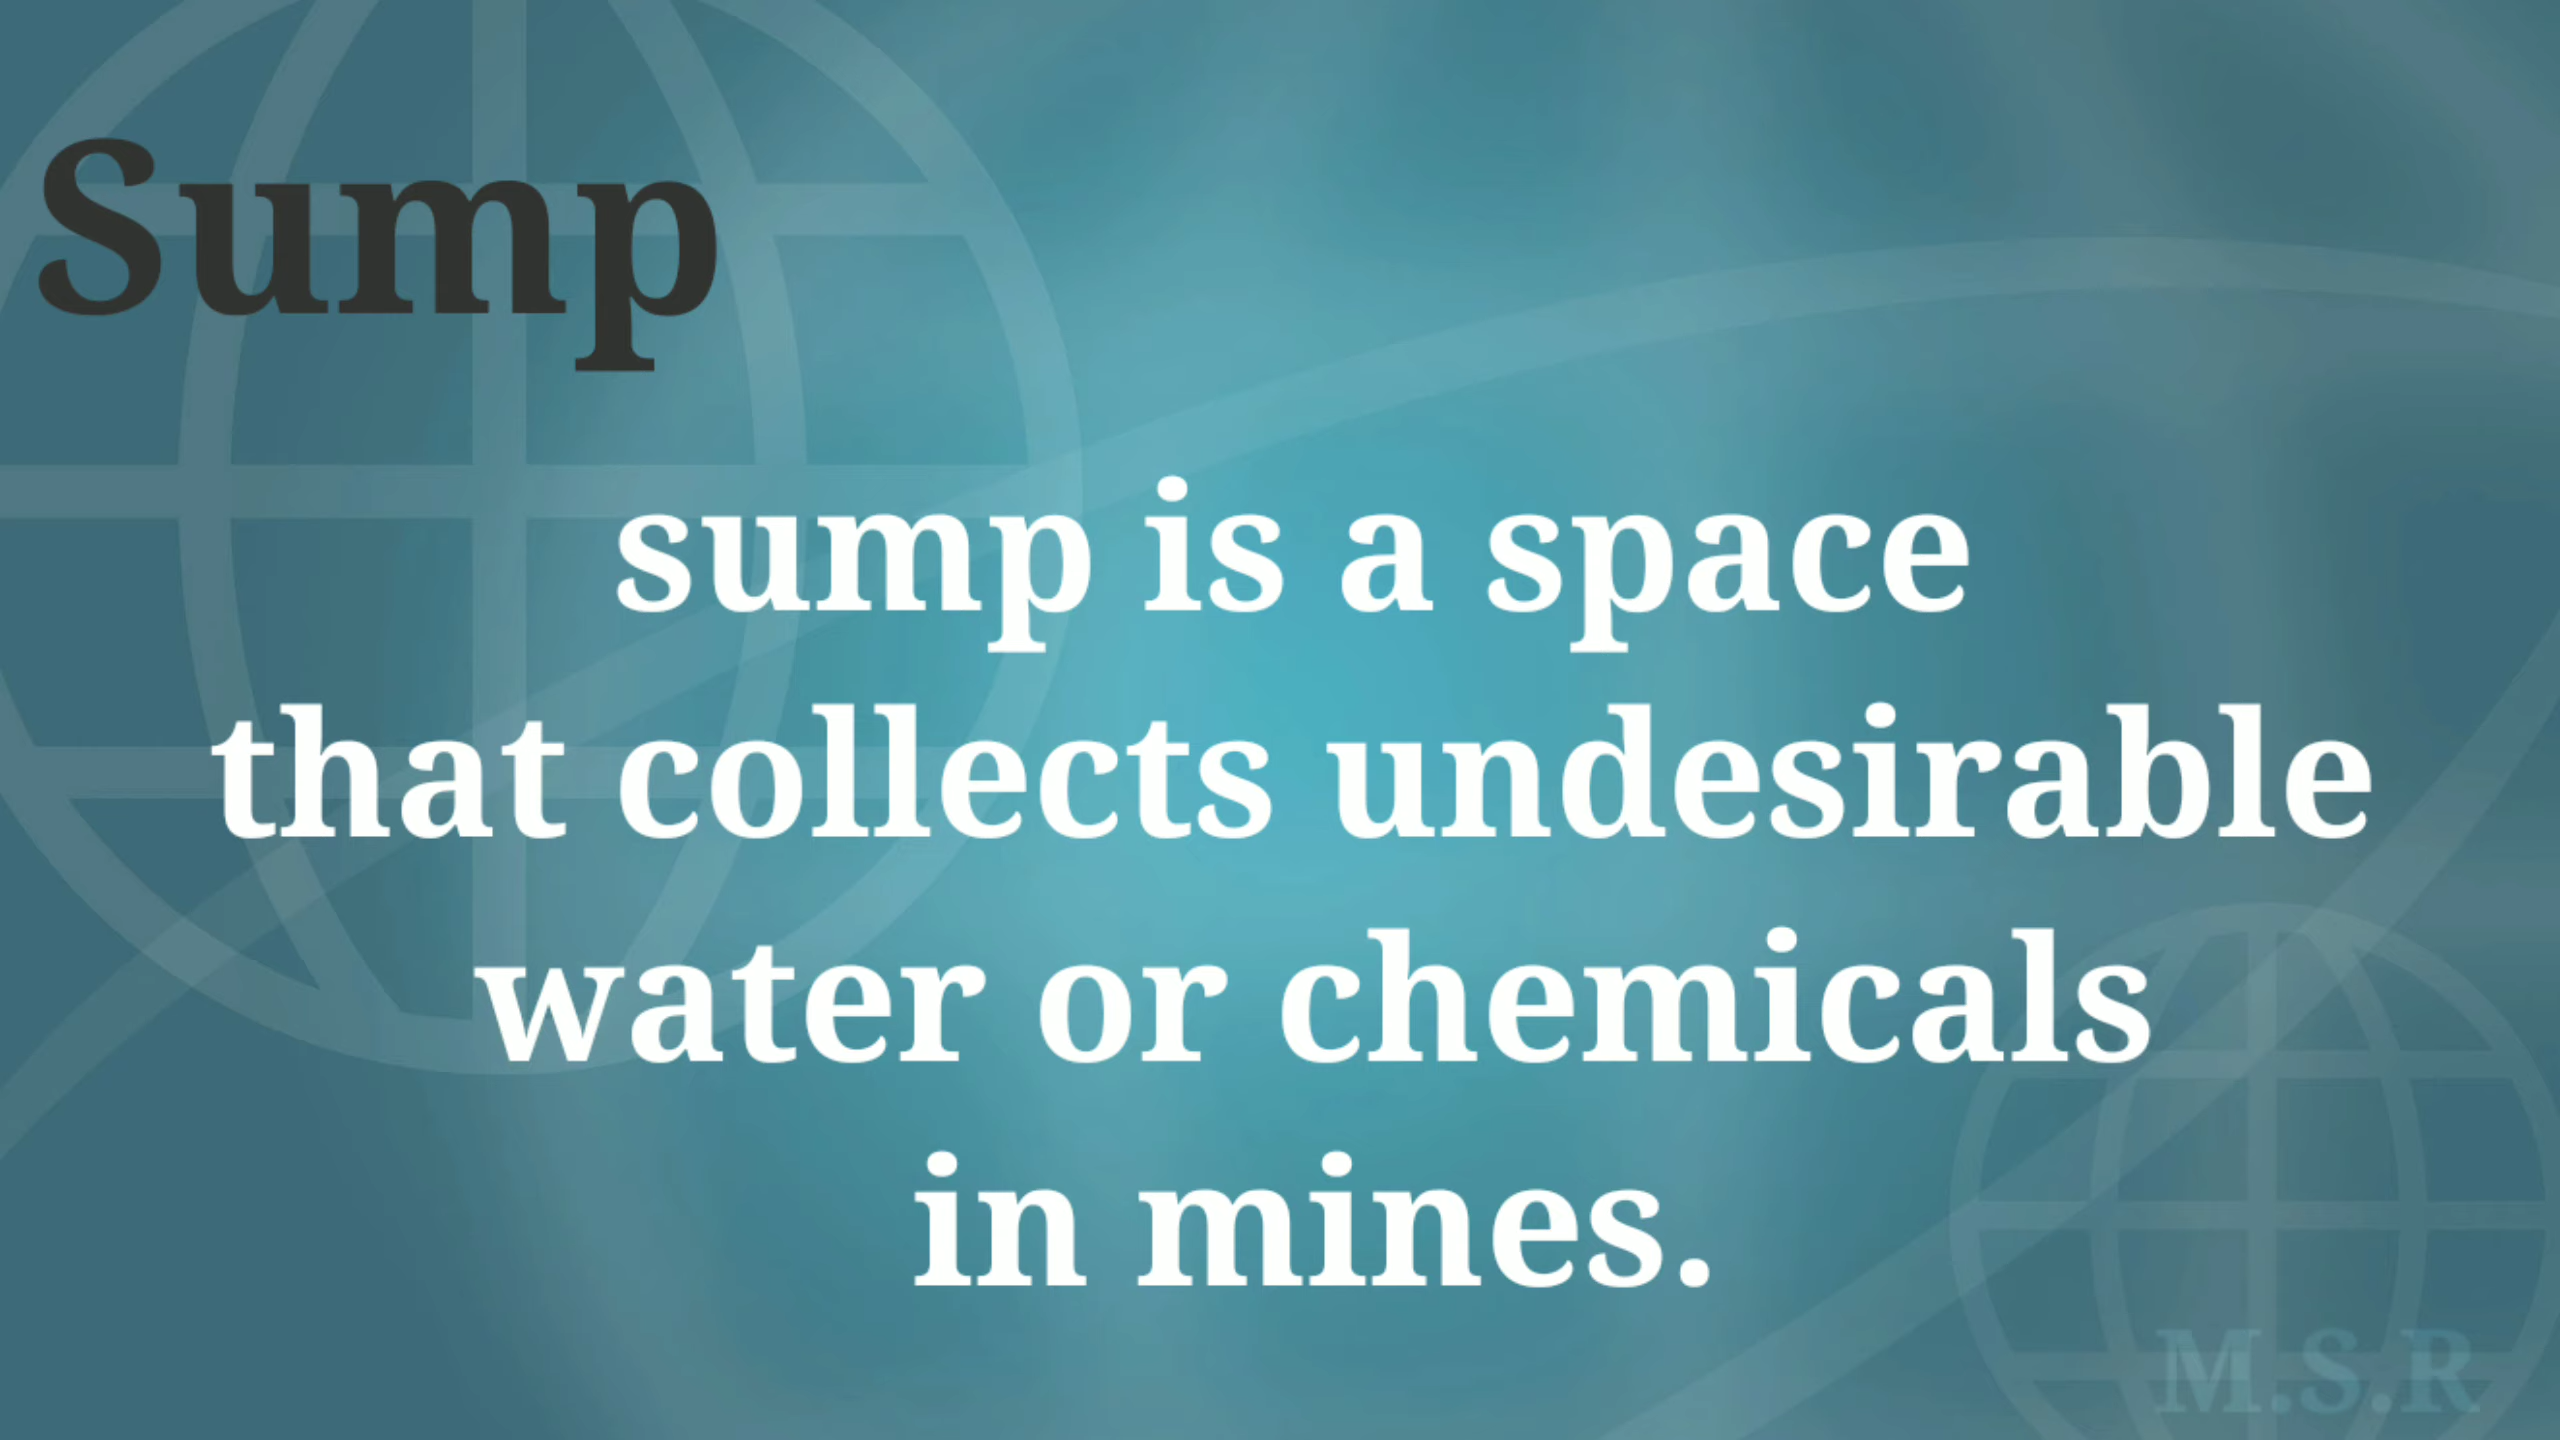 Sump
sump is a space
that collects undesirable
water or chemicals
in mines.
M.S.R